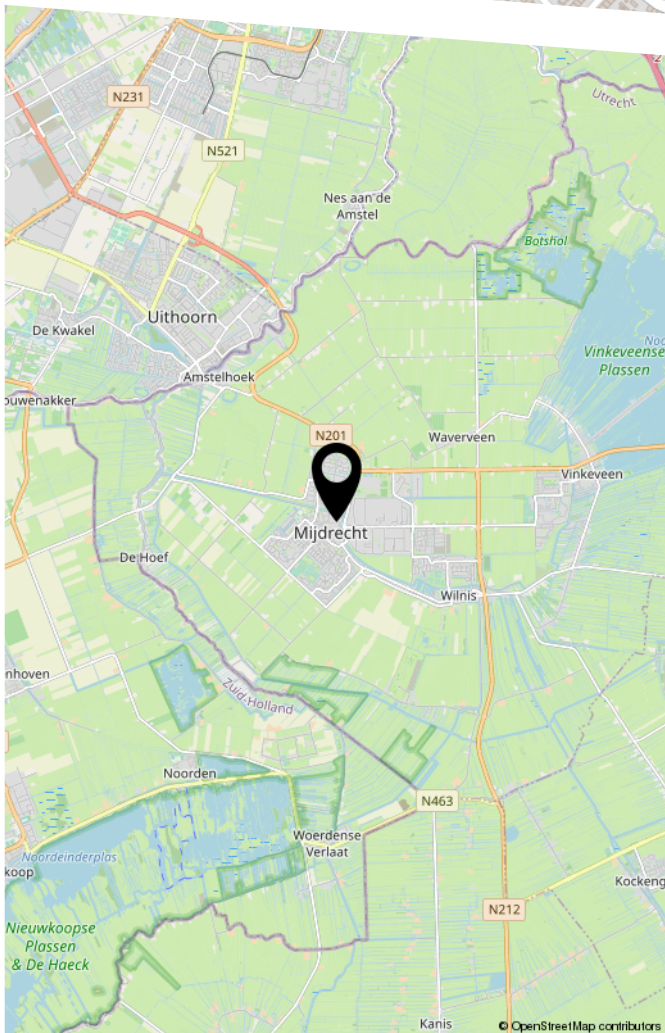 2
N231
Utrecht
N521
Nes aan de
Amstel
Botshol
Uithoorn
De Kwakel
Vinkeveense
Plassen
Amstelhoek
ouwenakker
N201
Waverveen
Vinkeveen
Mijdrecht
De Hoef
Wilnis
nhoven
Zuid-Holland
Noorden
N463
Woerdense
Verlaat
Noordeinderplas
koop
Kockeng
N212
Nieuwkoopse
Plassen
& De Haeck
Kanis
© OpenStreetMap contributors